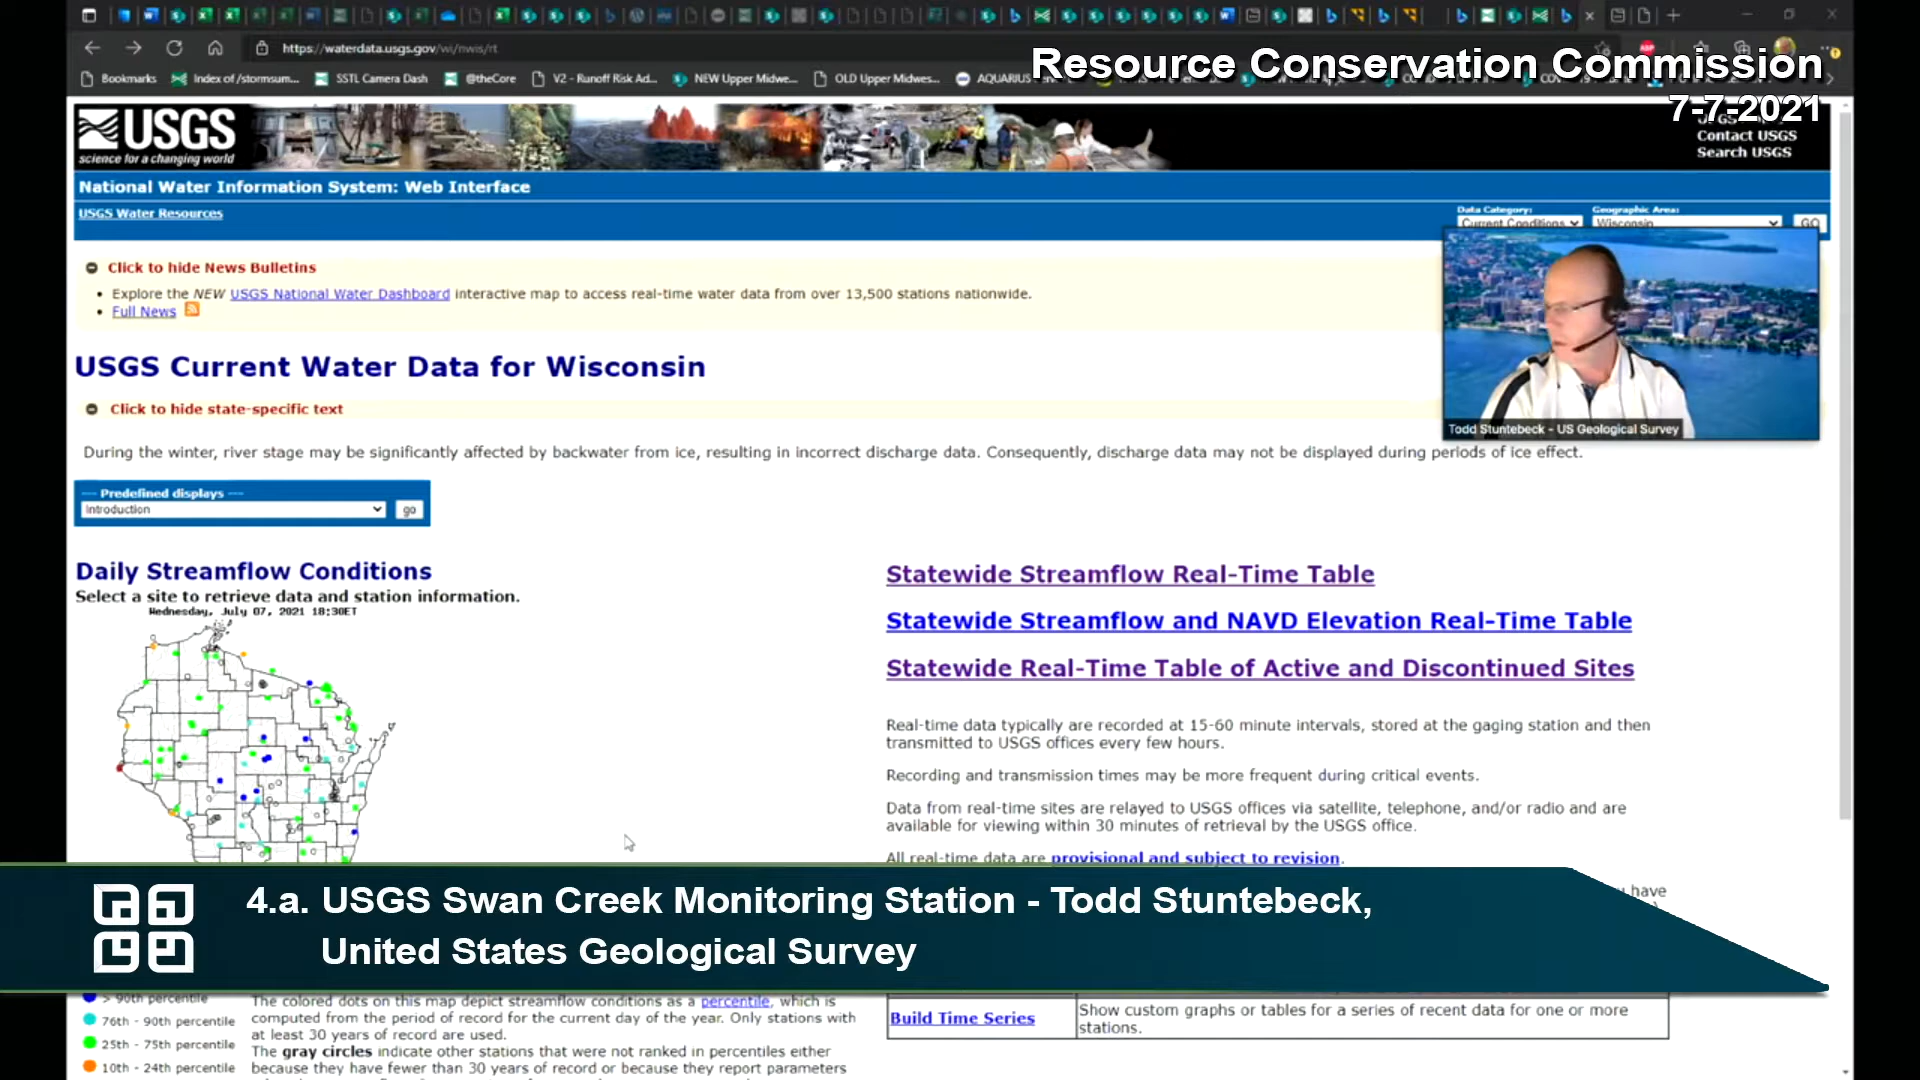 https://waterdata.usgs.gov/wi/nwis/rt
Resource Conservation Commission
7-7-2021
Bookmarks
Index of /stormsum...
SSTL Camera Dash
@theCore
V2 - Runoff Risk Ad...
NEW Upper Midwe...
OLD Upper Midwes...
AQUARIUS
USGS
science for a changing world
Contact USGS
Search USGS
National Water Information System: Web Interface
USGS Water Resources
Data Category:
Current Conditions
Geographic Area:
Wisconsin
GO
Click to hide News Bulletins
Explore the NEW USGS National Water Dashboard interactive map to access real-time water data from over 13,500 stations nationwide.
Full News
USGS Current Water Data for Wisconsin
Click to hide state-specific text
Todd Stuntebeck - US Geological Survey
During the winter, river stage may be significantly affected by backwater from ice, resulting in incorrect discharge data. Consequently, discharge data may not be displayed during periods of ice effect.
--- Predefined displays ---
Introduction
go
Daily Streamflow Conditions
Select a site to retrieve data and station information.
Wednesday, July 07, 2021 18:30ET
Statewide Streamflow Real-Time Table
Statewide Streamflow and NAVD Elevation Real-Time Table
Statewide Real-Time Table of Active and Discontinued Sites
Real-time data typically are recorded at 15-60 minute intervals, stored at the gaging station and then
transmitted to USGS offices every few hours.
Recording and transmission times may be more frequent during critical events.
Data from real-time sites are relayed to USGS offices via satellite, telephone, and/or radio and are
available for viewing within 30 minutes of retrieval by the USGS office.
All real-time data are provisional and subject to revision.
have
4.a. USGS Swan Creek Monitoring Station - Todd Stuntebeck,
United States Geological Survey
> 90th percentile
76th - 90th percentile
25th - 75th percentile
10th - 24th percentile
The colored dots on this map depict streamflow conditions as a percentile, which is
computed from the period of record for the current day of the year. Only stations with
at least 30 years of record are used.
The gray circles indicate other stations that were not ranked in percentiles either
because they have fewer than 30 years of record or because they report parameters
Build Time Series
Show custom graphs or tables for a series of recent data for one or more
stations.